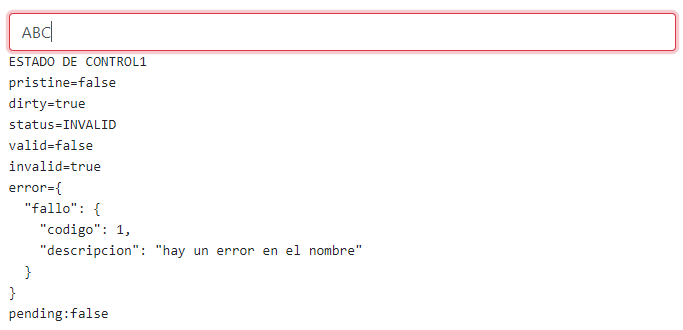 ABC
ESTADO DE CONTROL1
pristine=false
dirty=true
status=INVALID
valid=false
invalid=true
error={
  "fallo": {
    "codigo": 1,
    "descripcion": "hay un error en el nombre"
  }
}
pending:false